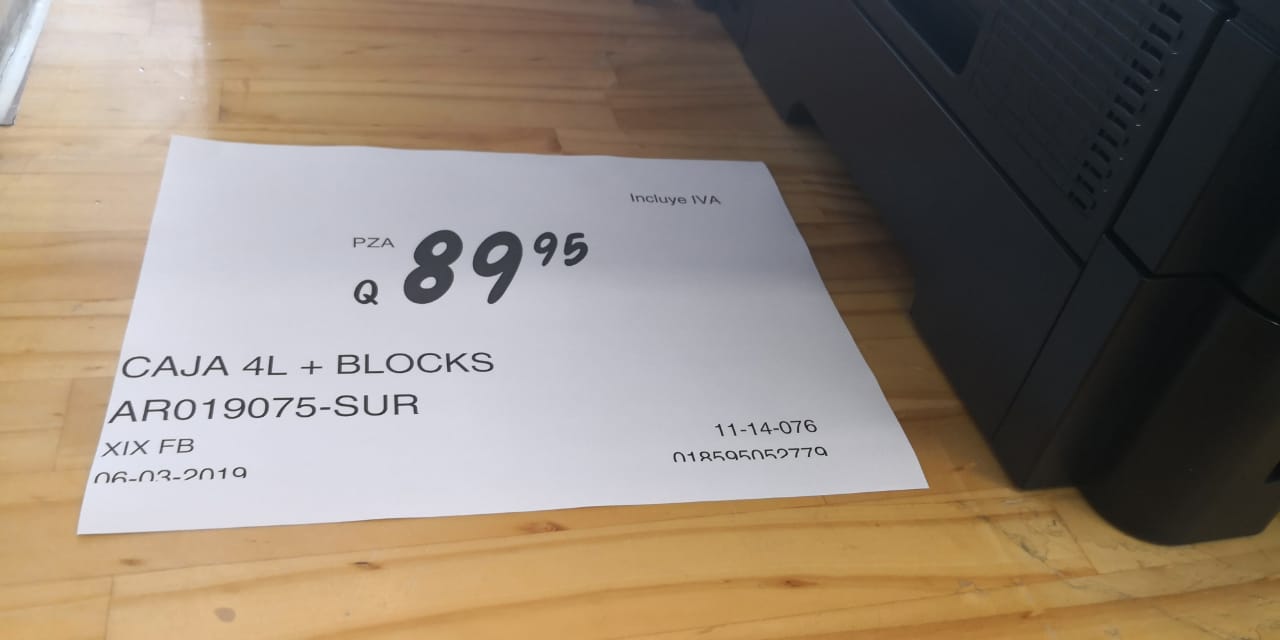 Incluye IVA
PZA
Q 89 95
CAJA 4L + BLOCKS
AR019075-SUR
XIX FB
11-14-076
06-03-2019
018595052779